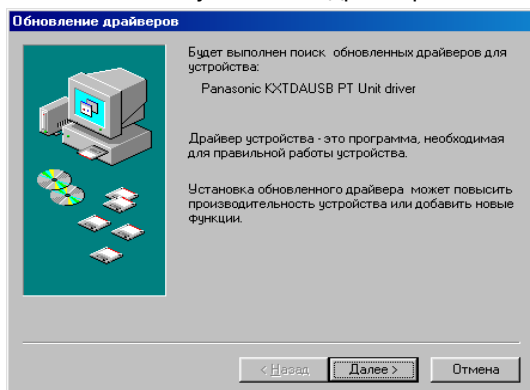 Обновление драйверов
Будет выполнен поиск обновленных драйверов для
устройства:
Panasonic KXTDAUSB PT Unit driver
Драйвер устройства - это программа, необходимая
для правильной работы устройства.
Установка обновленного драйвера может повысить
производительность устройства или добавить новые
функции.
< Назад
Далее >
Отмена